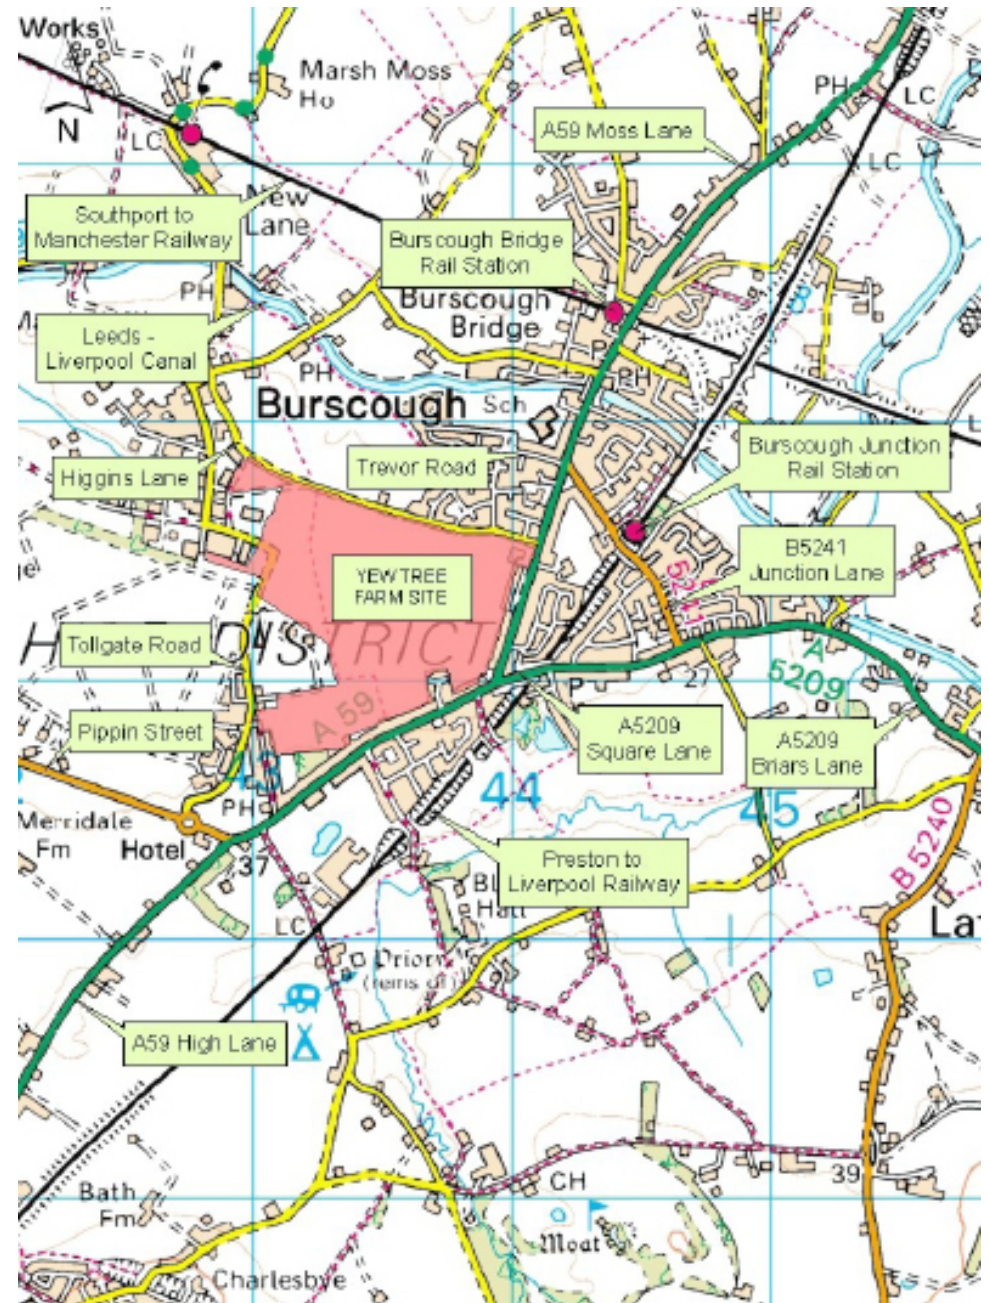 Works
Marsh Moss
Ho
N
LC
PH
LC
A59 Moss Lane
LC
New
Lane
Southport to
Manchester Railway
Burscough Bridge
Rail Station
PH
Burscough
Bridge
Leeds -
Liverpool Canal
P
PH
PH
Burscough
Sch
Trevor Road
Burscough Junction
Rail Station
Higgins Lane
B5241
Junction Lane
5241
YEW TREE
FARM SITE
DISTRICT
Tollgate Road
A
5209
27
P
Pippin Street
A 59
A5209
Square Lane
A5209
Briars Lane
43
44
45
PH
Merridale
Fm
Hotel
37
Preston to
Liverpool Railway
B 5240
LC
Priory
(rems of)
A59 High Lane
CH
39
Bath
Fm
Moat
Charlesbye